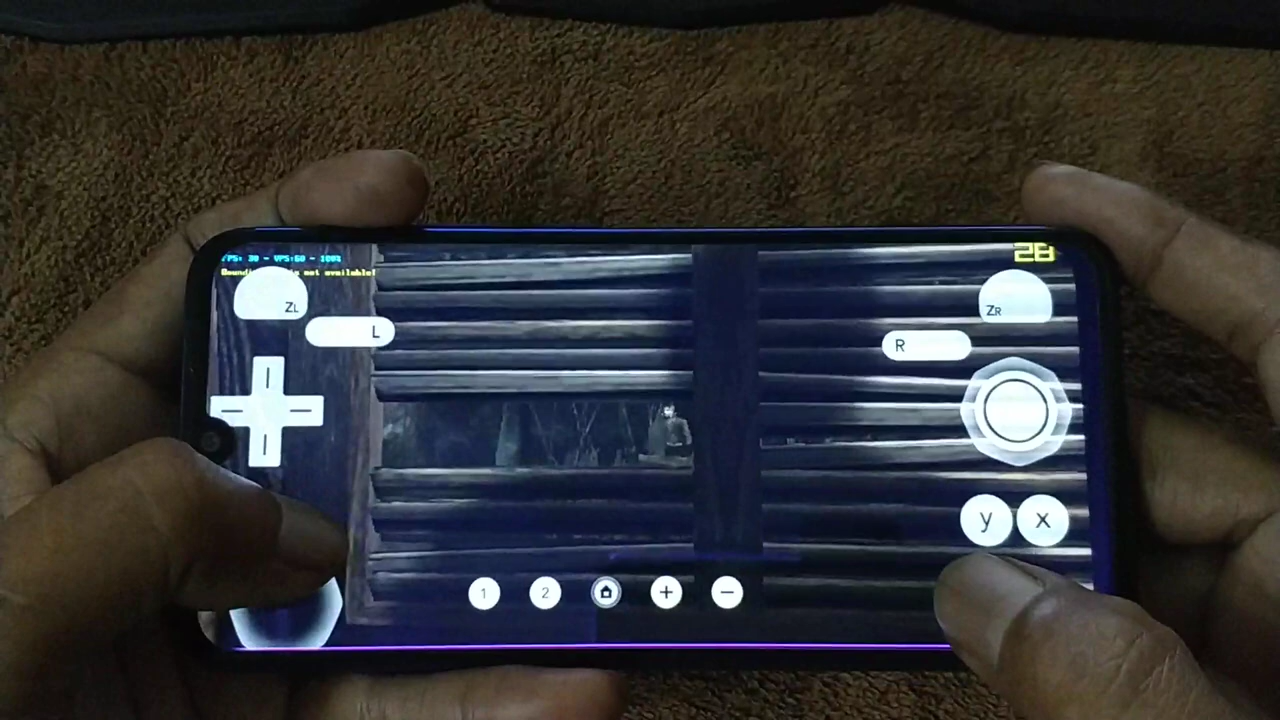 FPS: 30 - VPS:60 - 100%
not available!
28
ZL
ZR
L
R
y
x
1
2
+
−